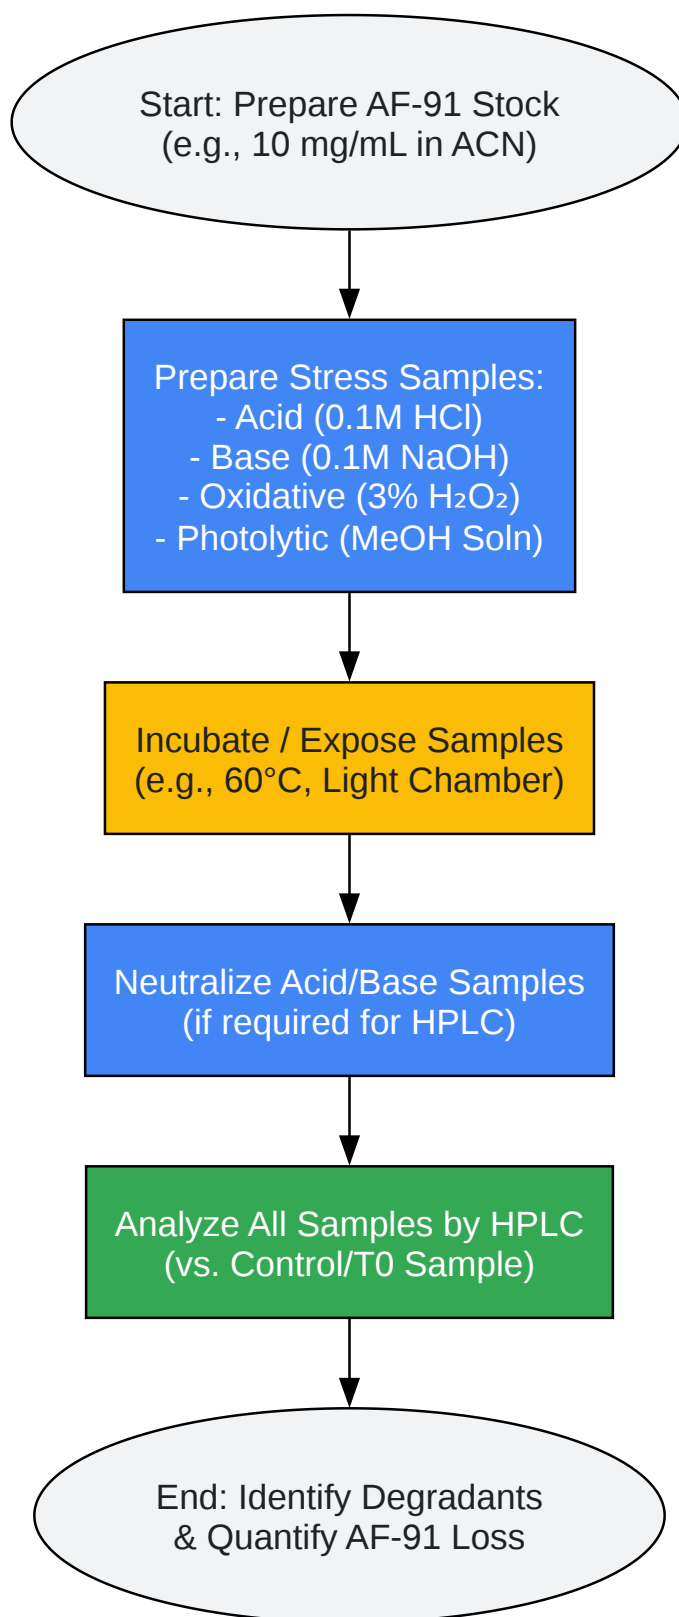 Start: Prepare AF-91 Stock
(e.g., 10 mg/mL in ACN)
Prepare Stress Samples:
- Acid (0.1M HCl)
- Base (0.1M NaOH)
- Oxidative (3% H₂O₂)
- Photolytic (MeOH Soln)
Incubate / Expose Samples
(e.g., 60°C, Light Chamber)
Neutralize Acid/Base Samples
(if required for HPLC)
Analyze All Samples by HPLC
(vs. Control/T0 Sample)
End: Identify Degradants
& Quantify AF-91 Loss